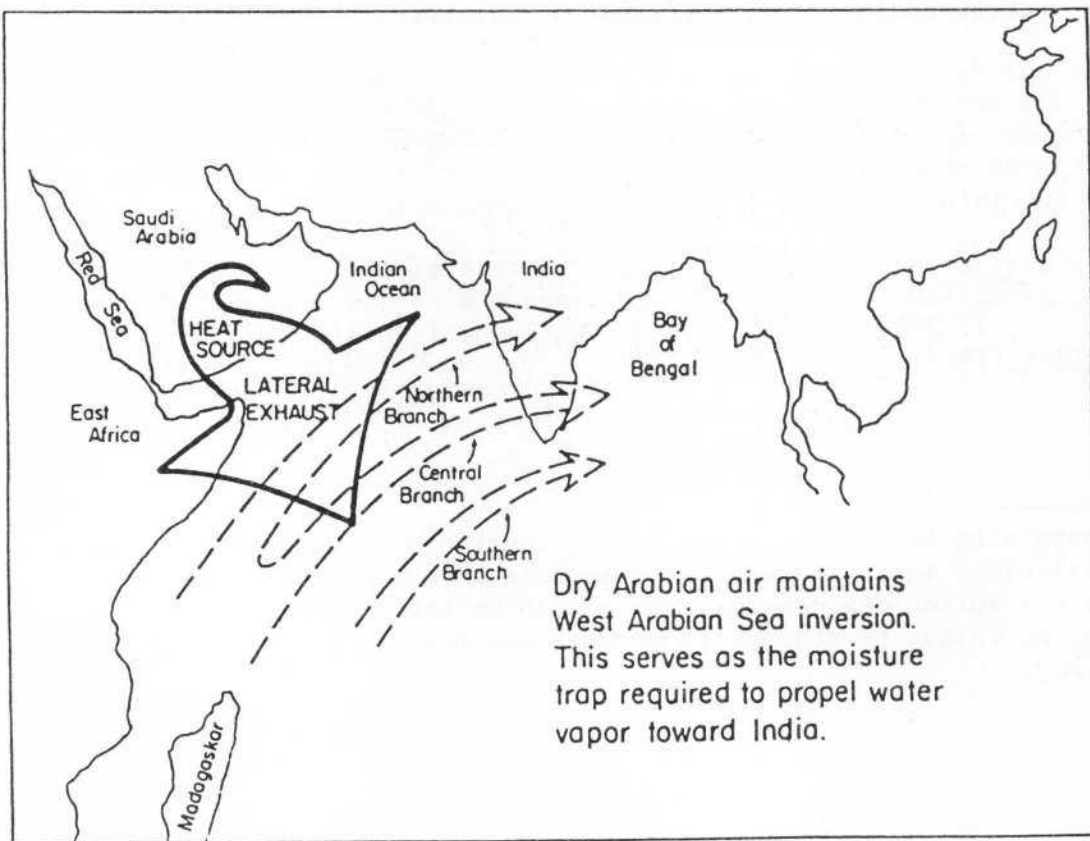 Saudi
Arabia
Red
Sea
Indian
Ocean
India
HEAT
SOURCE
Bay
of
Bengal
LATERAL
EXHAUST
Northern
Branch
East
Africa
Central
Branch
Southern
Branch
Dry Arabian air maintains
West Arabian Sea inversion.
This serves as the moisture
trap required to propel water
vapor toward India.
Madagaskar